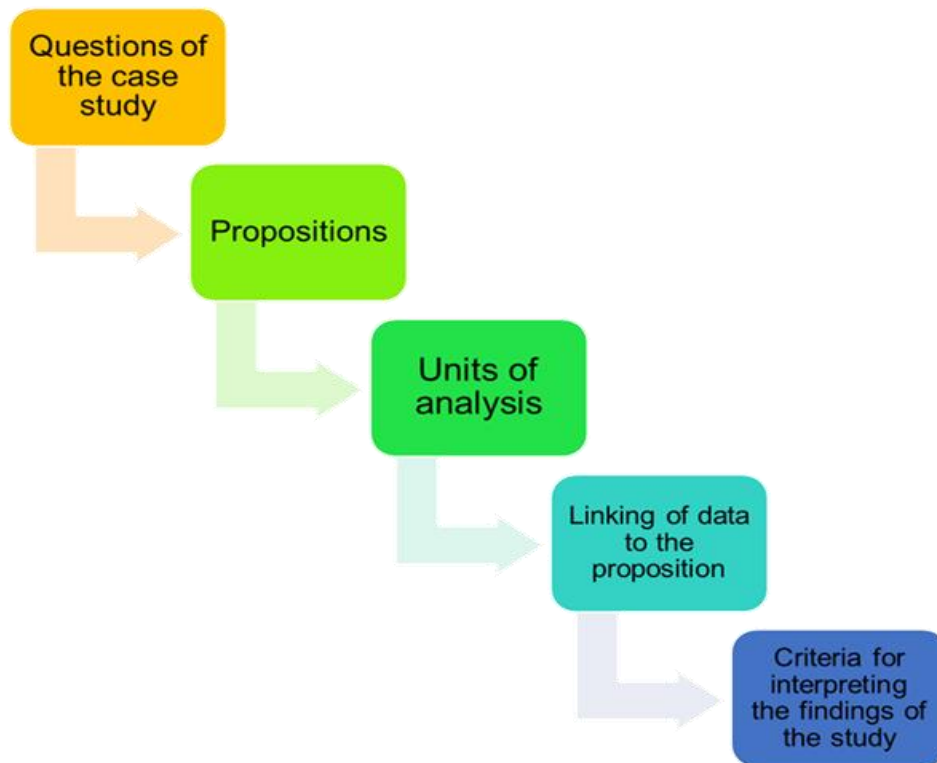 Questions of
the case
study
Propositions
Units of
analysis
Linking of data
to the
proposition
Criteria for
interpreting
the findings of
the study